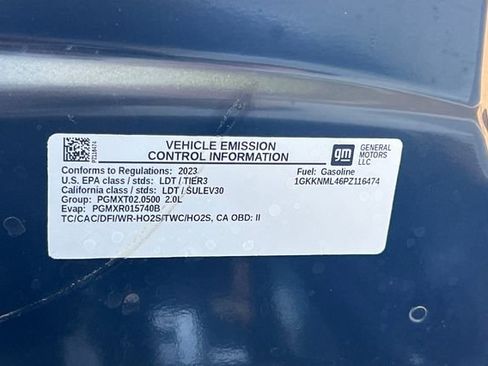 VEHICLE EMISSION
CONTROL INFORMATION
gm
GENERAL
MOTORS
LLC
PZ116474
Conforms to Regulations: 2023
Fuel: Gasoline
U.S. EPA class / stds: LDT / TIER3
1GKKNML46PZ116474
California class / stds: LDT / SULEV30
Group: PGMXT02.0500 2.0L
Evap: PGMXR015740B
TC/CAC/DFI/WR-HO2S/TWC/HO2S, CA OBD: II